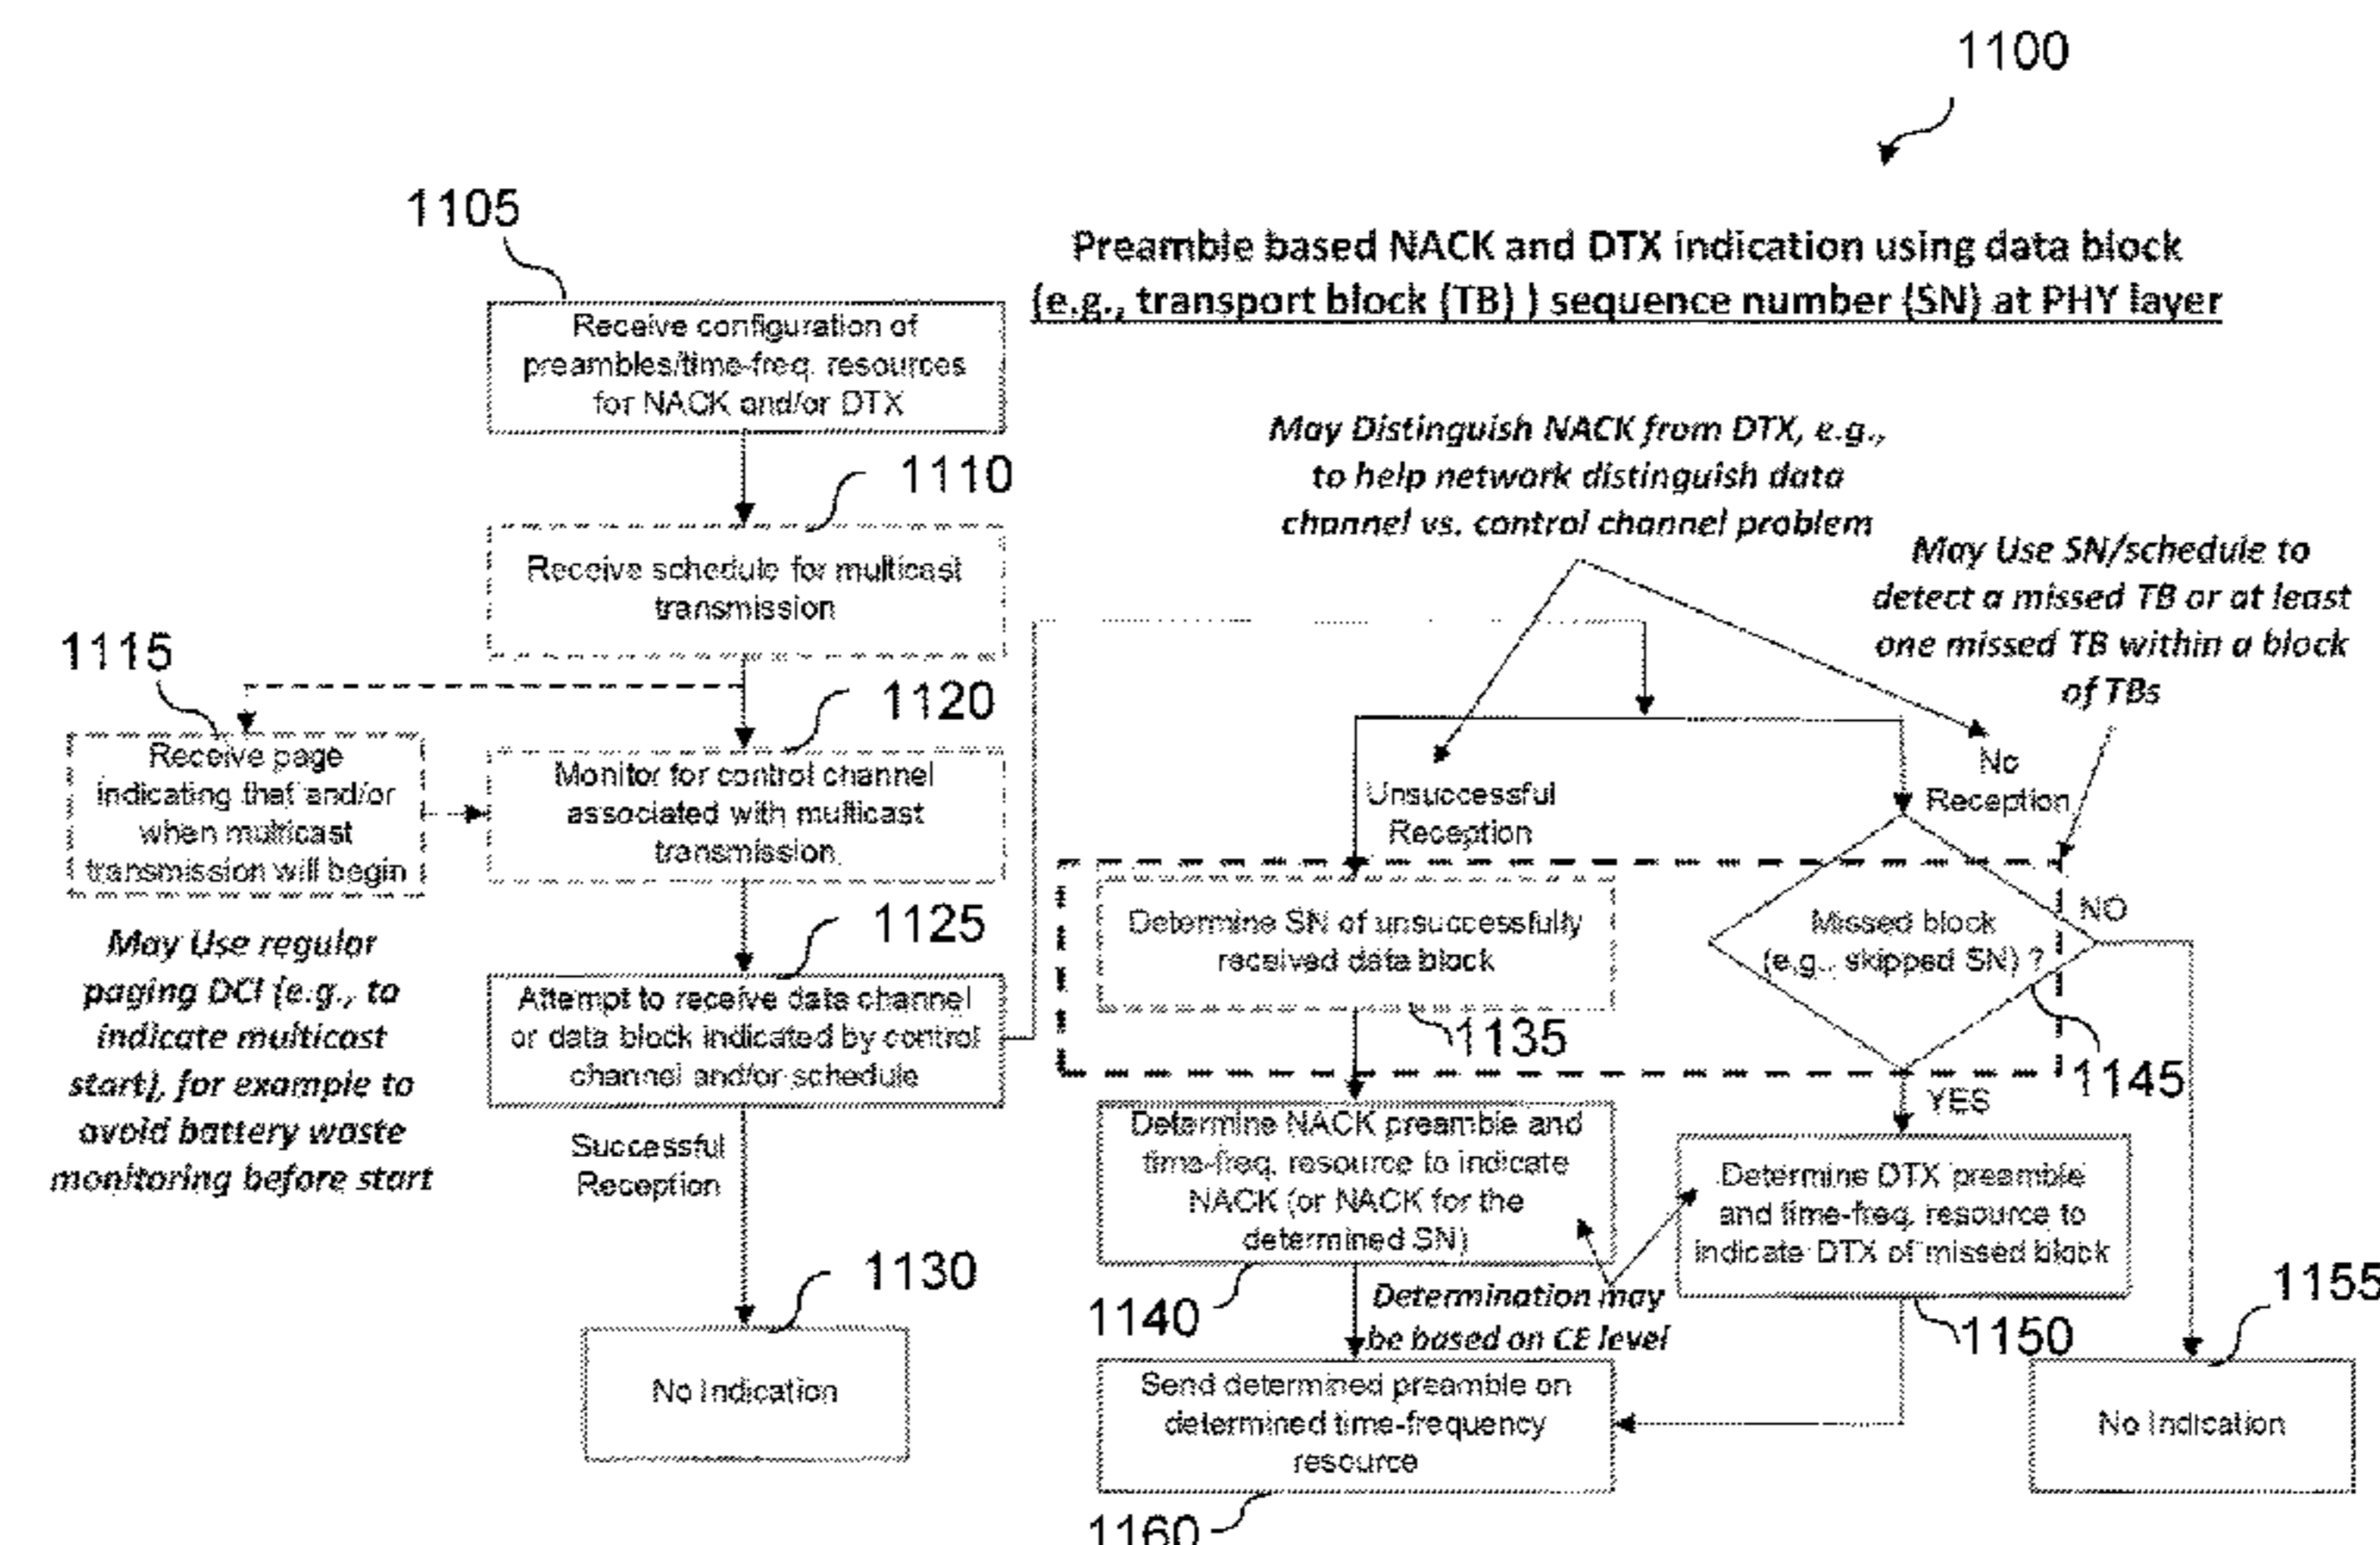 1100
Preamble based NACK and DTX indication using data block
(e.g., transport block (TB) ) sequence number (SN) at PHY layer
1105
Receive configuration of
preambles/time-freq. resources
for NACK and/or DTX
1110
Receive schedule for multicast
transmission
1115
Receive page
indicating that and/or
when multicast
transmission will begin
May Use regular
paging DCI (e.g., to
indicate multicast
start), for example to
avoid battery waste
monitoring before start
1120
Monitor for control channel
associated with multicast
transmission.
1125
Attempt to receive data channel
or data block indicated by control
channel and/or schedule
Successful
Reception
1130
No Indication
May Distinguish NACK from DTX, e.g.,
to help network distinguish data
channel vs. control channel problem
May Use SN/schedule to
detect a missed TB or at least
one missed TB within a block
of TBs
Unsuccessful
Reception
No
Reception
Determine SN of unsuccessfully
received data block
1135
Missed block
(e.g., skipped SN) ?
NO
1145
YES
Determine NACK preamble and
time-freq. resource to indicate
NACK (or NACK for the
determined SN)
1140
Determination may
be based on CE level
Determine DTX preamble
and time-freq. resource to
indicate DTX of missed block
1150
1155
No Indication
Send determined preamble on
determined time-frequency
resource
1160